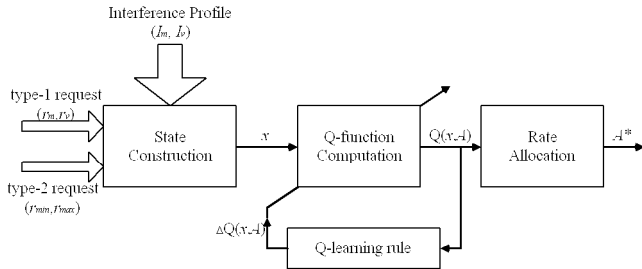 Interference Profile
(Im, Iv)
type-1 request
(rm,rv)
type-2 request
(rmin,rmax)
State
Construction
x
Q-function
Computation
Q(x,A)
Rate
Allocation
A*
ΔQ(x,A)
Q-learning rule